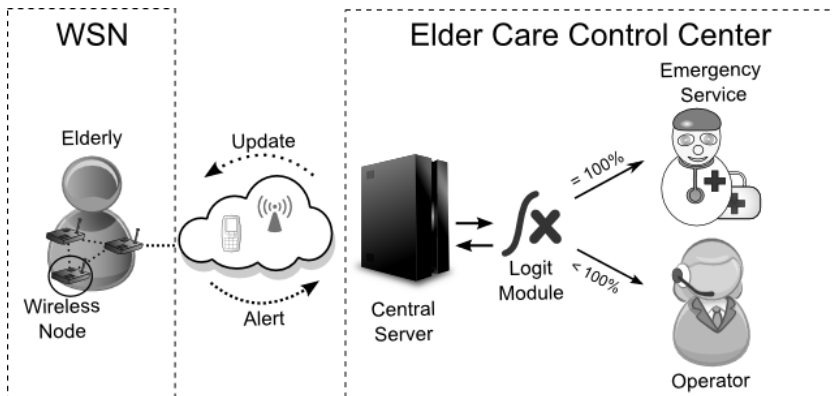 WSN
Elderly
Wireless
Node
Update
Alert
Elder Care Control Center
Central
Server
Logit
Module
= 100%
< 100%
Emergency
Service
Operator